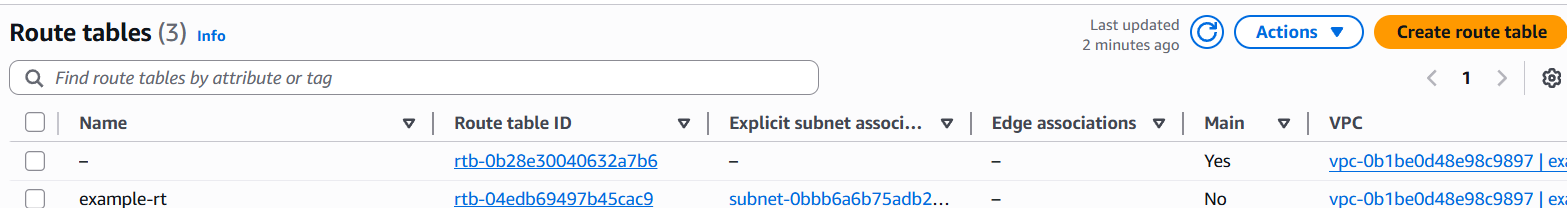 Route tables (3) Info
Last updated
2 minutes ago
Actions
Create route table
Find route tables by attribute or tag
1
Name Route table ID Explicit subnet associ... Edge associations Main VPC
– rtb-0b28e30040632a7b6 – – Yes vpc-0b1be0d48e98c9897 | exa
example-rt rtb-04edb69497b45cac9 subnet-0bbb6a6b75adb2... – No vpc-0b1be0d48e98c9897 | exa